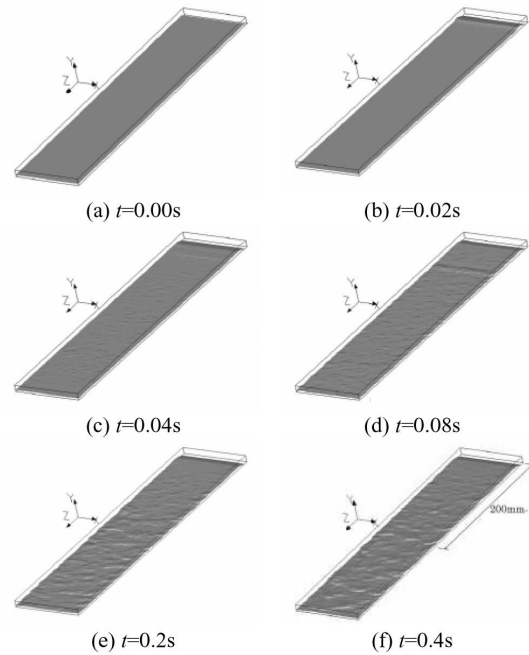 Y
Z X
(a) t=0.00s
Y
Z X
(b) t=0.02s
Y
Z X
(c) t=0.04s
Y
Z X
(d) t=0.08s
Y
Z X
(e) t=0.2s
Y
Z X
200mm
(f) t=0.4s